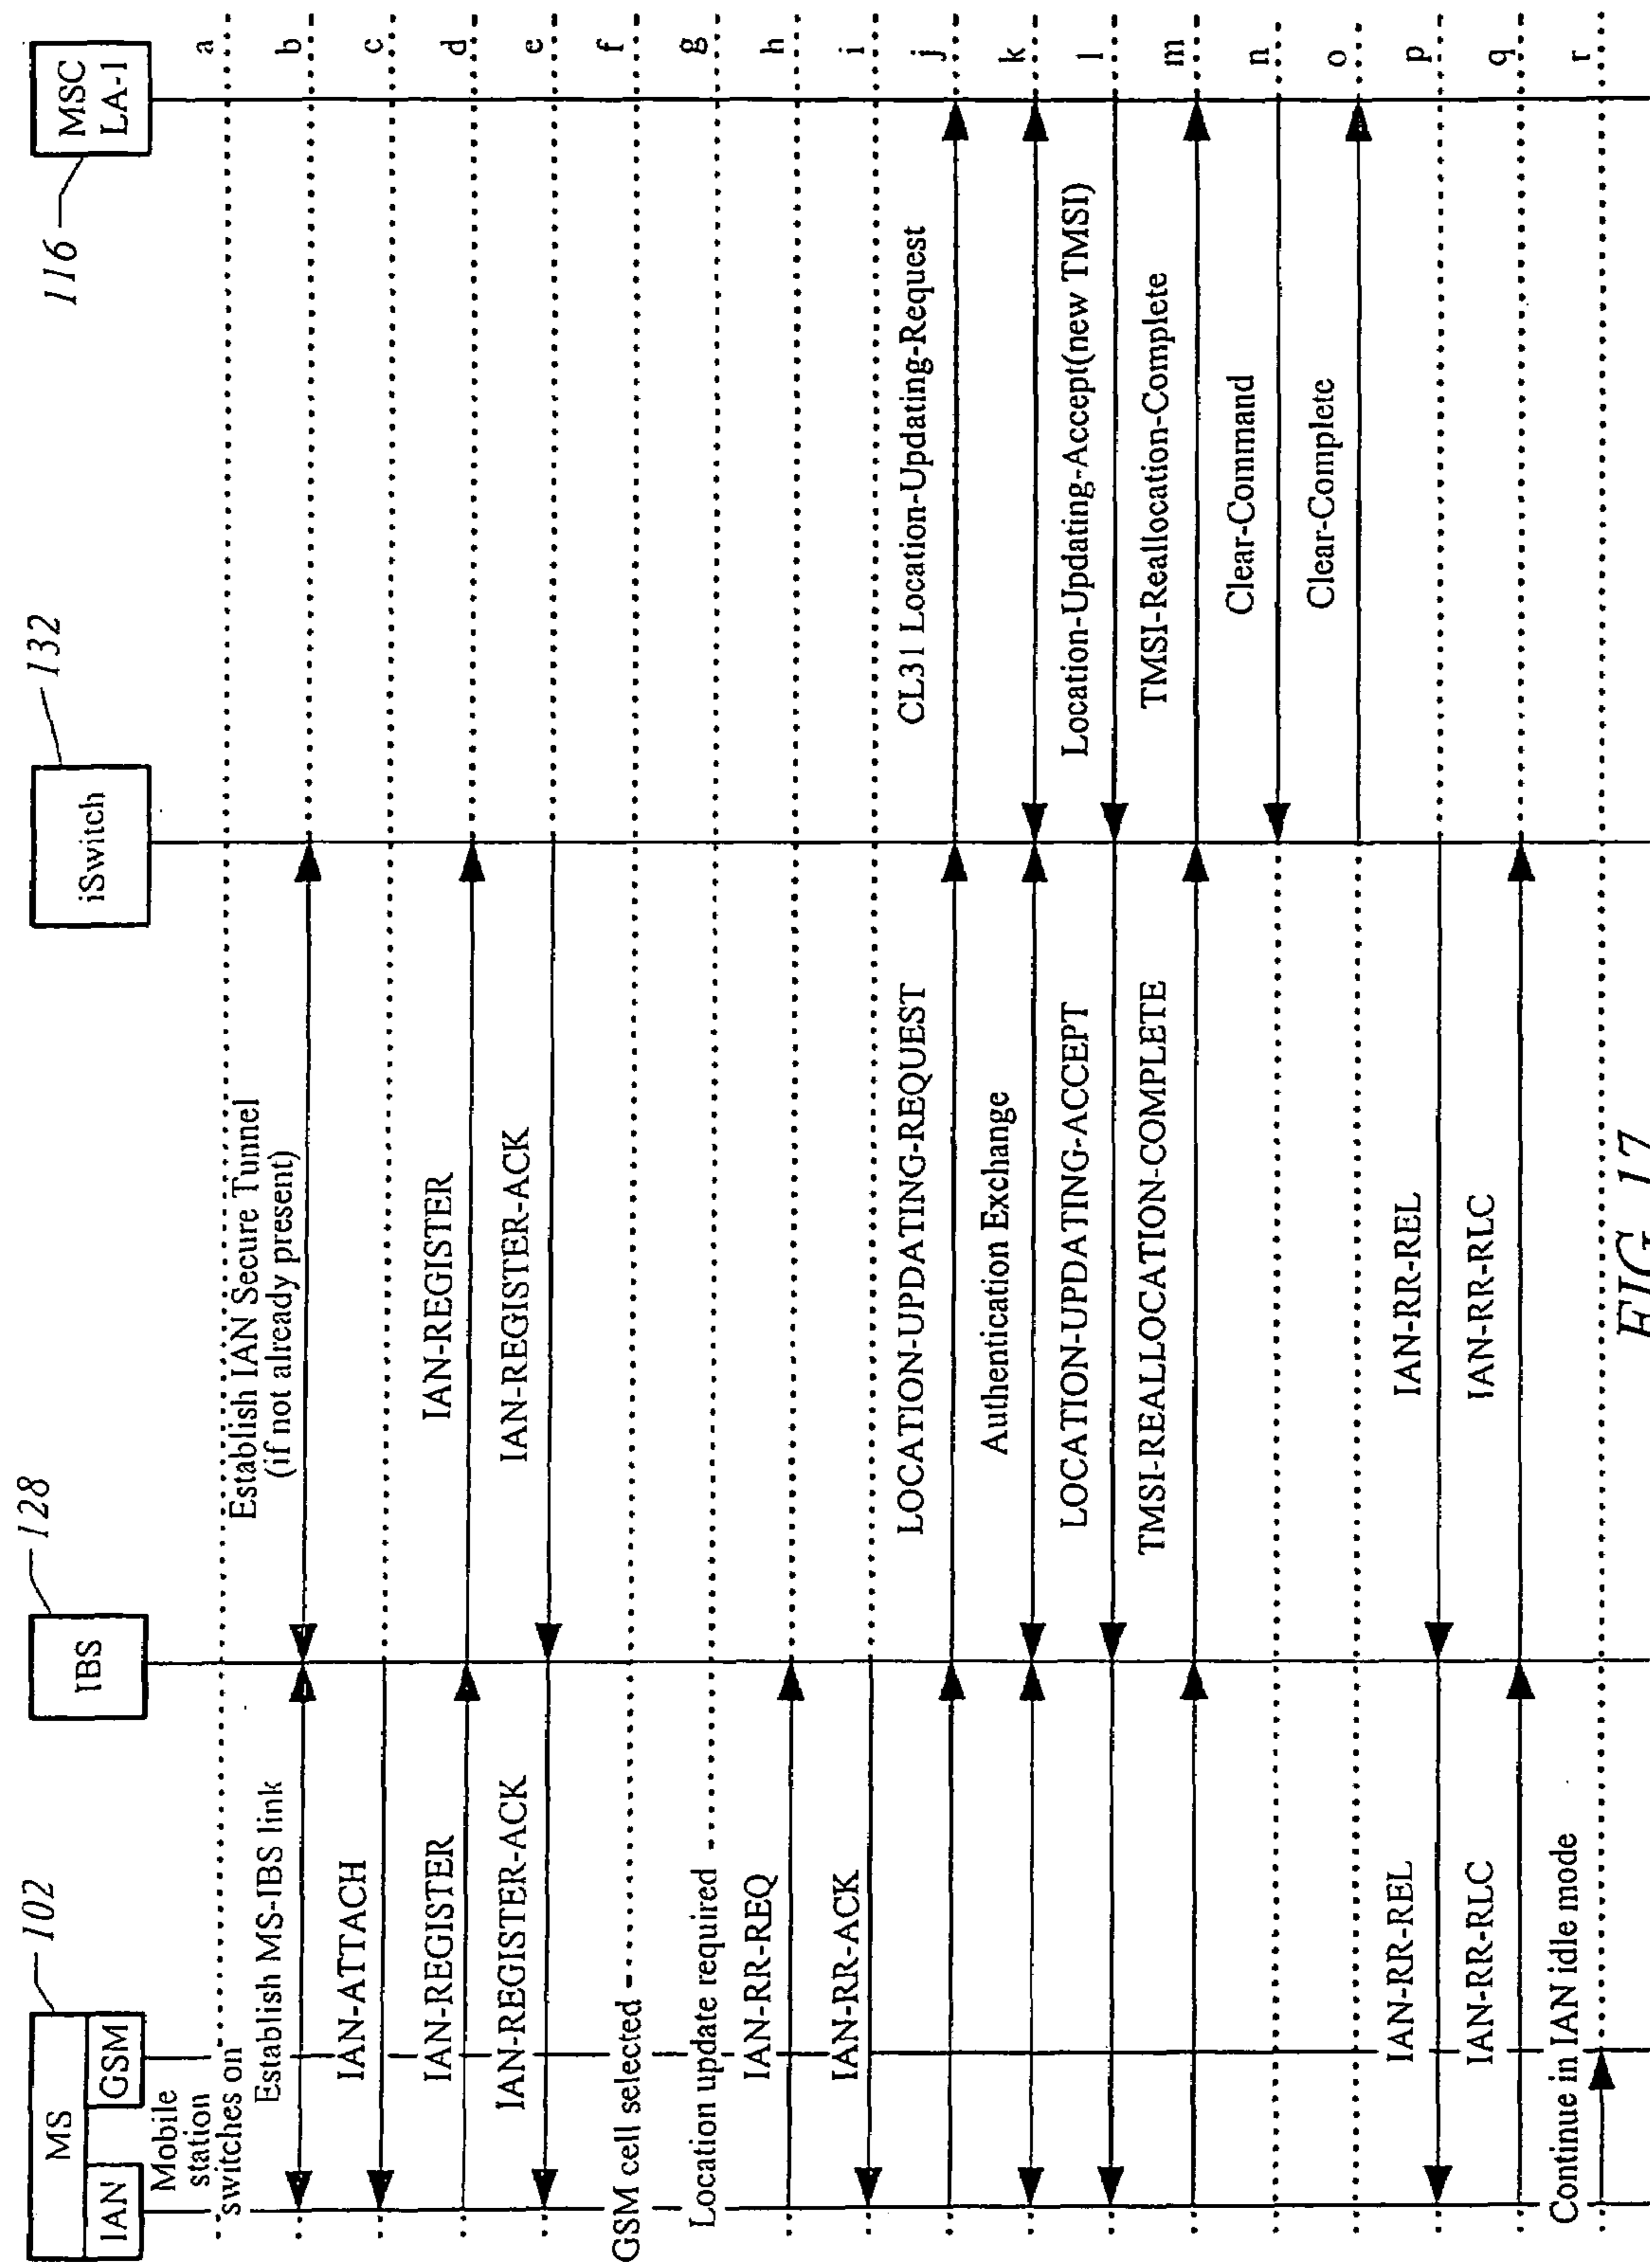 102
128
132
116
MS
IAN
GSM
IBS
iSwitch
MSC
LA-1
Mobile
station
switches on
a
Establish MS-IBS link
Establish IAN Secure Tunnel
(if not already present)
b
IAN-ATTACH
c
IAN-REGISTER
IAN-REGISTER
d
IAN-REGISTER-ACK
IAN-REGISTER-ACK
e
GSM cell selected
f
Location update required
g
IAN-RR-REQ
h
IAN-RR-ACK
i
LOCATION-UPDATING-REQUEST
CL31 Location-Updating-Request
j
Authentication Exchange
k
LOCATION-UPDATING-ACCEPT
Location-Updating-Accept(new TMSI)
l
TMSI-REALLOCATION-COMPLETE
TMSI-Reallocation-Complete
m
Clear-Command
n
Clear-Complete
o
IAN-RR-REL
IAN-RR-REL
p
IAN-RR-RLC
IAN-RR-RLC
q
Continue in IAN idle mode
r
FIG. 17